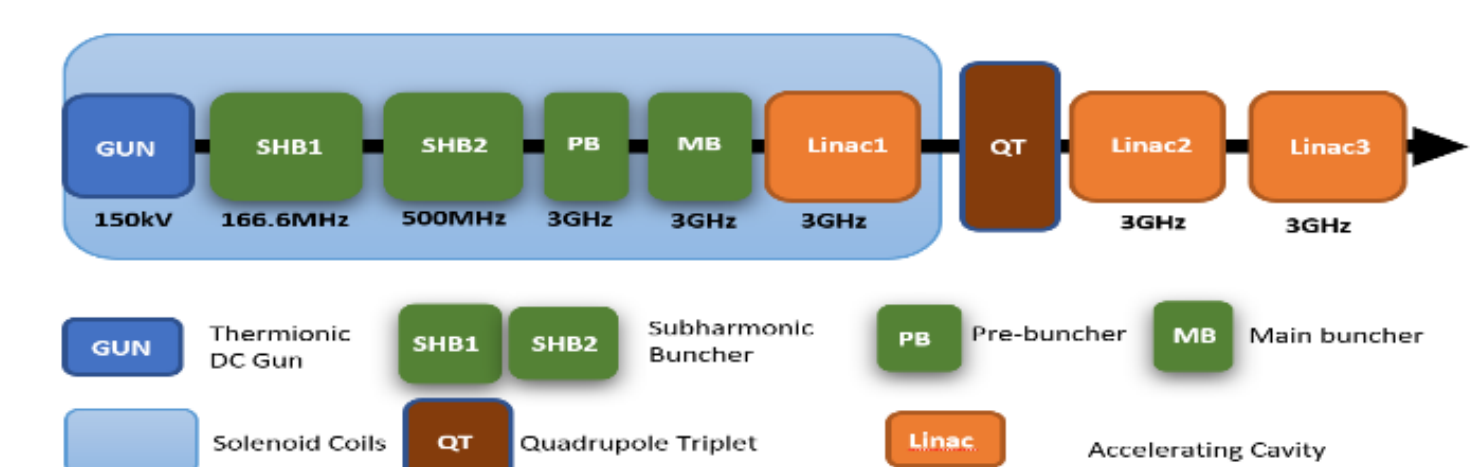 GUN SHB1 SHB2 PB MB Linac1 QT Linac2 Linac3
150kV 166.6MHz 500MHz 3GHz 3GHz 3GHz 3GHz 3GHz
GUN Thermionic
DC Gun
SHB1 SHB2 Subharmonic
Buncher
PB Pre-buncher
MB Main buncher
Solenoid Coils
QT Quadrupole Triplet
Linac Accelerating Cavity